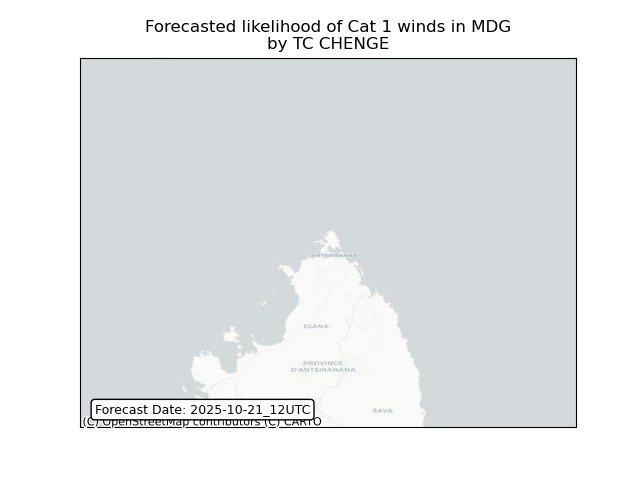 Forecasted likelihood of Cat 1 winds in MDG
by TC CHENGE
ANTSIRANANA
DIANA
PROVINCE
D'ANTSIRANANA
SAVA
Forecast Date: 2025-10-21_12UTC
(C) OpenStreetMap contributors (C) CARTO